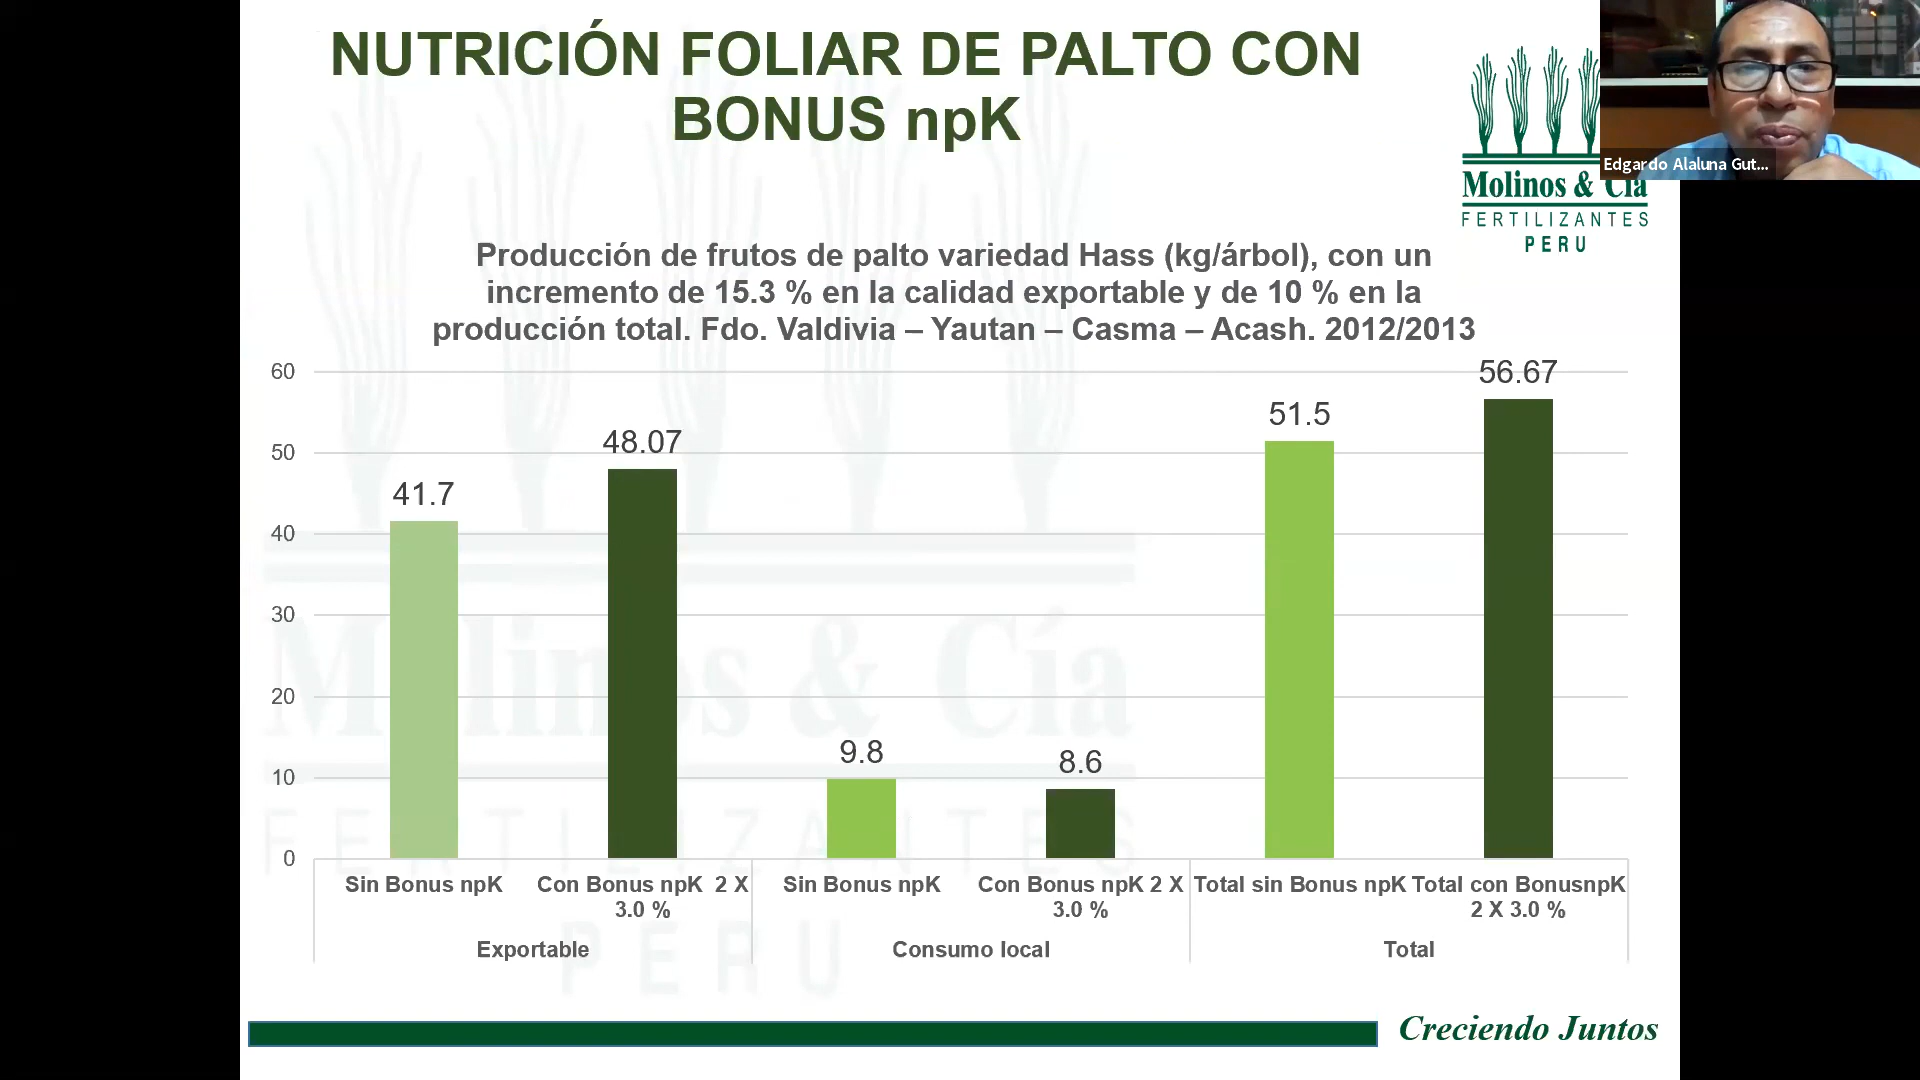 NUTRICIÓN FOLIAR DE PALTO CON
BONUS npK
Edgardo Alaluna Gut...
Molinos & Cía
FERTILIZANTES
PERU
Producción de frutos de palto variedad Hass (kg/árbol), con un
incremento de 15.3 % en la calidad exportable y de 10 % en la
producción total. Fdo. Valdivia – Yautan – Casma – Acash. 2012/2013
60
50
40
30
20
10
0
41.7
48.07
9.8
8.6
51.5
56.67
Sin Bonus npK
Con Bonus npK 2 X
3.0 %
Sin Bonus npK
Con Bonus npK 2 X
3.0 %
Total sin Bonus npK
Total con BonusnpK
2 X 3.0 %
Exportable
Consumo local
Total
Molinos & Cía
FERTILIZANTES
PERU
Creciendo Juntos